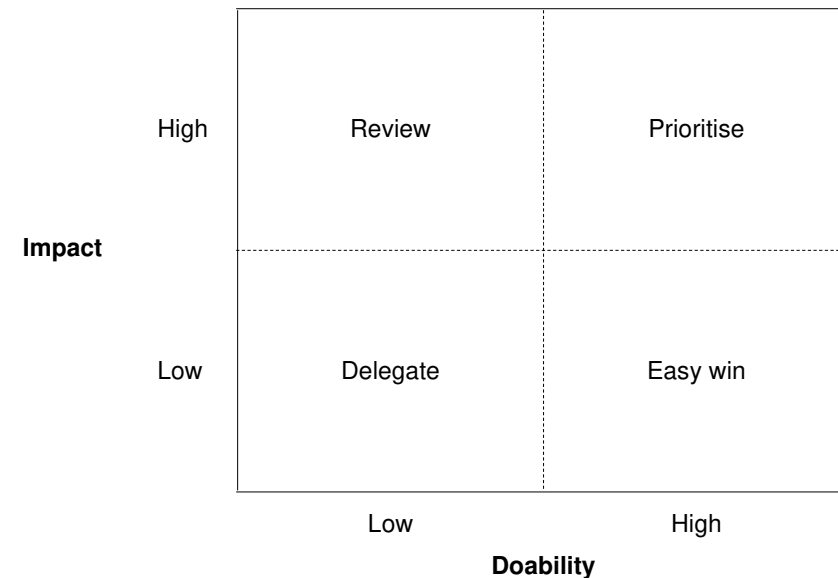 High Review Prioritise
Impact
Low Delegate Easy win
Low High
Doability